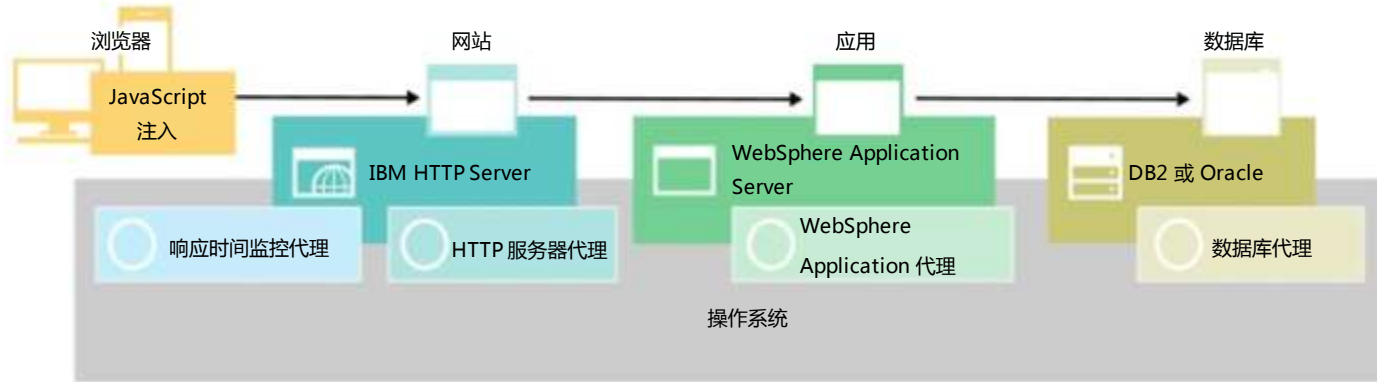 浏览器
网站
应用
数据库
JavaScript
注入
IBM HTTP Server
WebSphere Application
Server
DB2 或 Oracle
响应时间监控代理
HTTP 服务器代理
WebSphere
Application 代理
数据库代理
操作系统